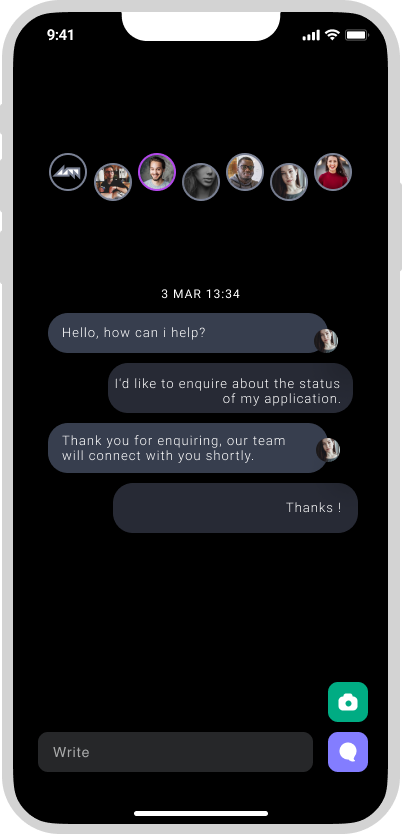 9:41
3 MAR 13:34
Hello, how can i help?
I'd like to enquire about the status
of my application.
Thank you for enquiring, our team
will connect with you shortly.
Thanks !
Write